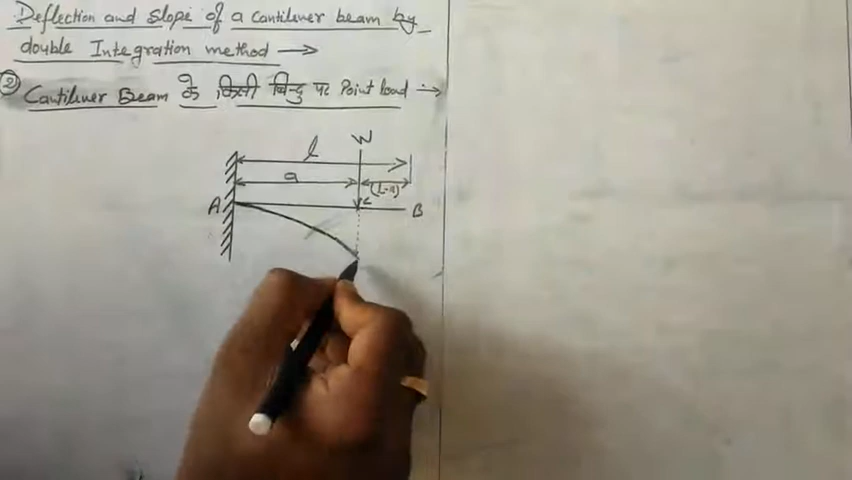 Deflection and slope of a cantilever beam by
double Integration method →
② Cantilever Beam के किसी बिन्दु पर Point load →
W
l
a
(l-a)
A
c
B